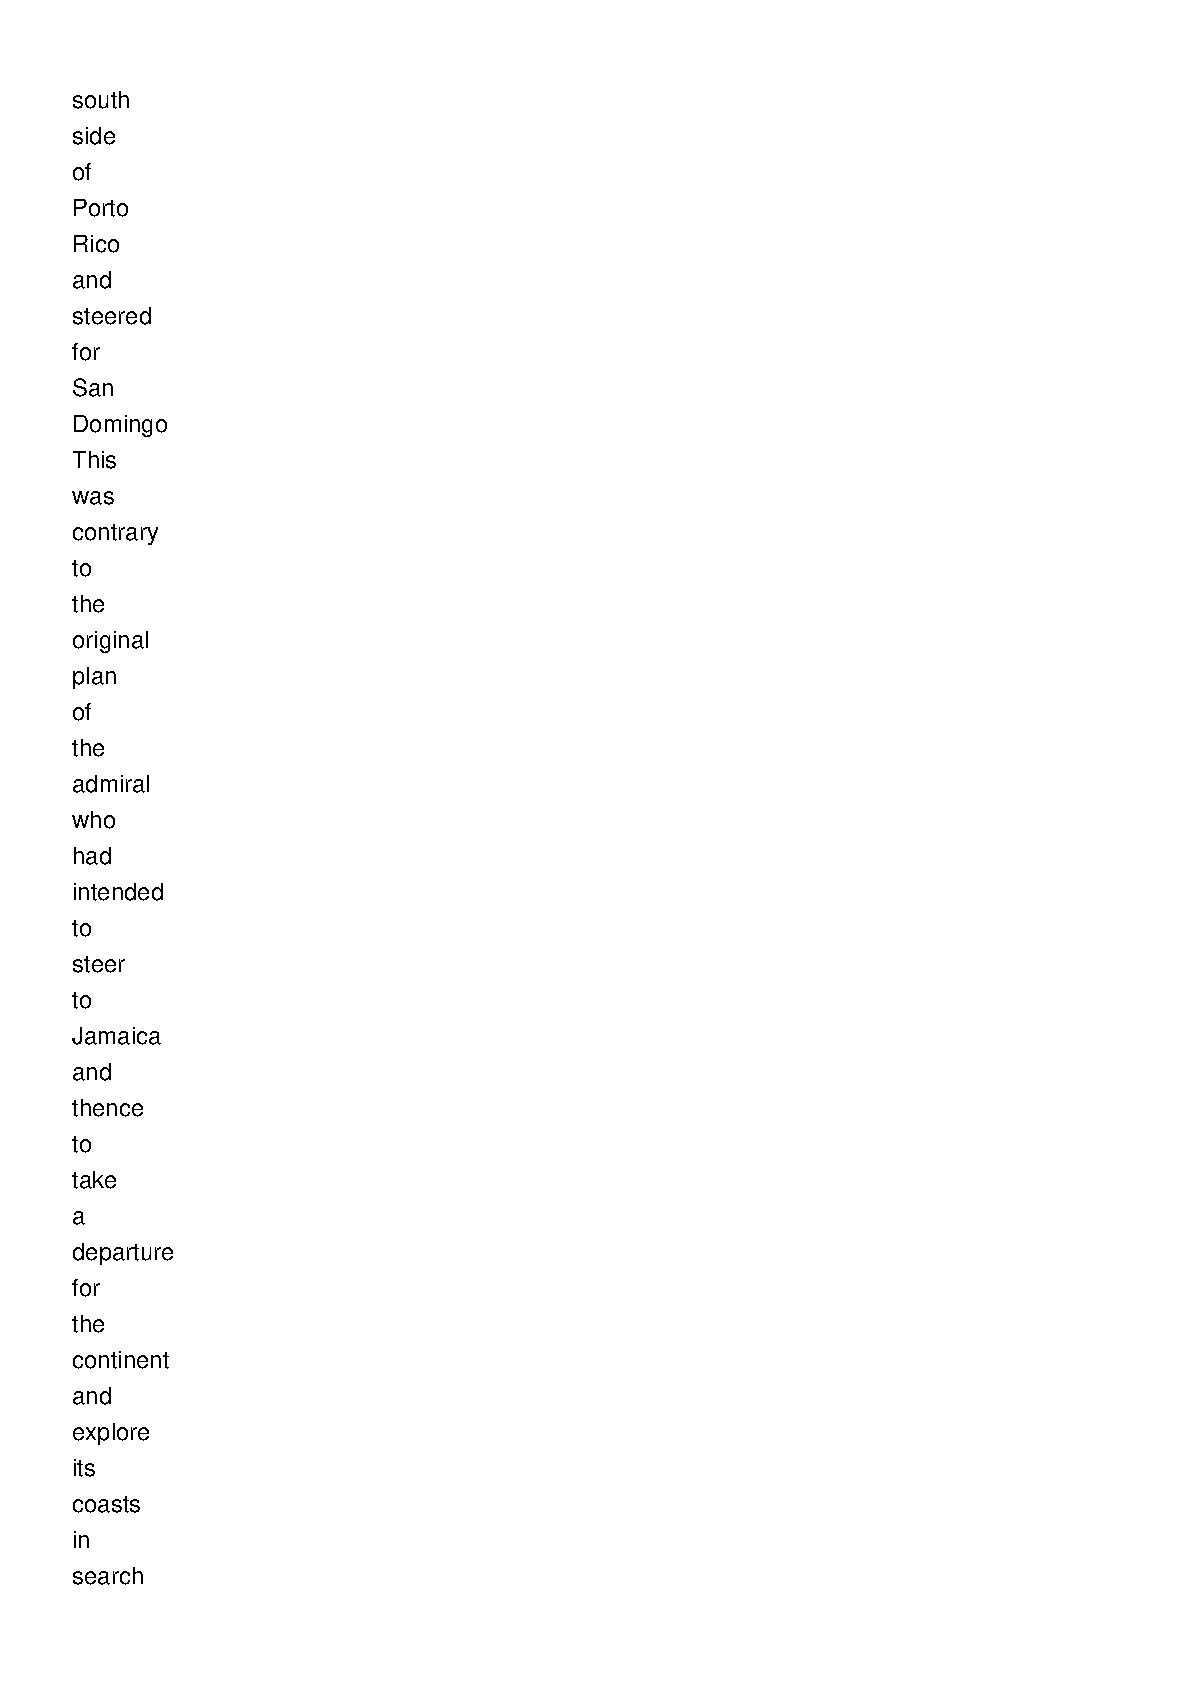 south
side
of
Porto
Rico
and
steered
for
San
Domingo
This
was
contrary
to
the
original
plan
of
the
admiral
who
had
intended
to
steer
to
Jamaica
and
thence
to
take
a
departure
for
the
continent
and
explore
its
coasts
in
search